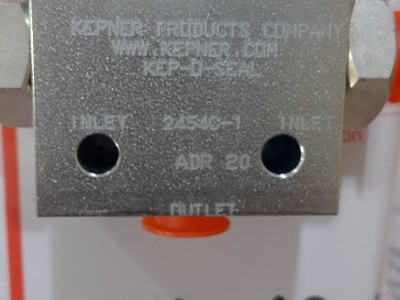 KEPNER PRODUCTS COMPANY
WWW.KEPNER.COM
KEP-O-SEAL
INLET 2454C-1 INLET
ADR 20
OUTLET